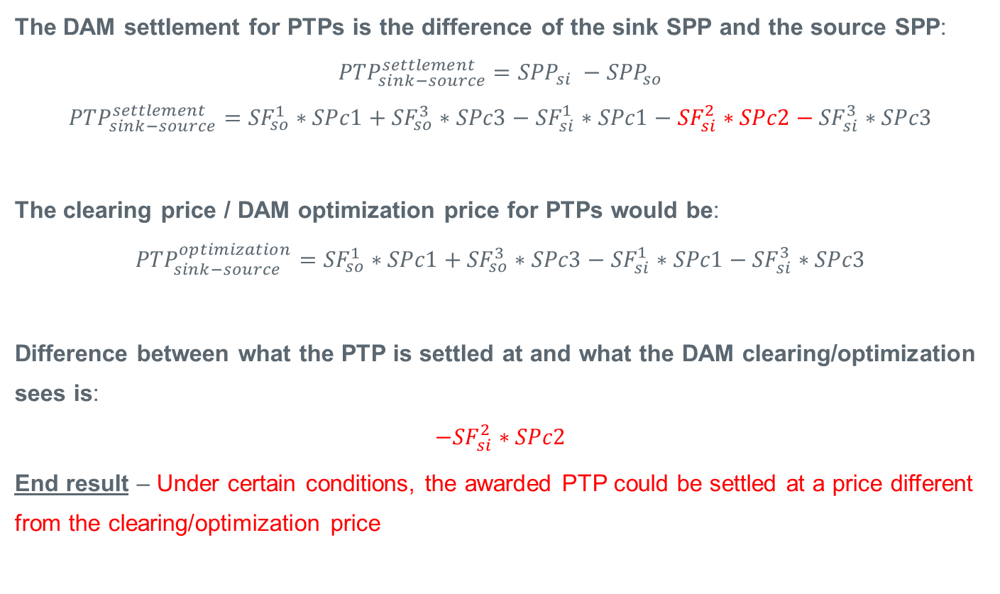 The DAM settlement for PTPs is the difference of the sink SPP and the source SPP:
$PTP_{sink-source}^{settlement} = SPP_{si} - SPP_{so}$
$PTP_{sink-source}^{settlement} = SF_{so}^{1} * SPc1 + SF_{so}^{3} * SPc3 - SF_{si}^{1} * SPc1 - SF_{si}^{2} * SPc2 - SF_{si}^{3} * SPc3$
The clearing price / DAM optimization price for PTPs would be:
$PTP_{sink-source}^{optimization} = SF_{so}^{1} * SPc1 + SF_{so}^{3} * SPc3 - SF_{si}^{1} * SPc1 - SF_{si}^{3} * SPc3$
Difference between what the PTP is settled at and what the DAM clearing/optimization
sees is:
$-SF_{si}^{2} * SPc2$
End result – Under certain conditions, the awarded PTP could be settled at a price different
from the clearing/optimization price